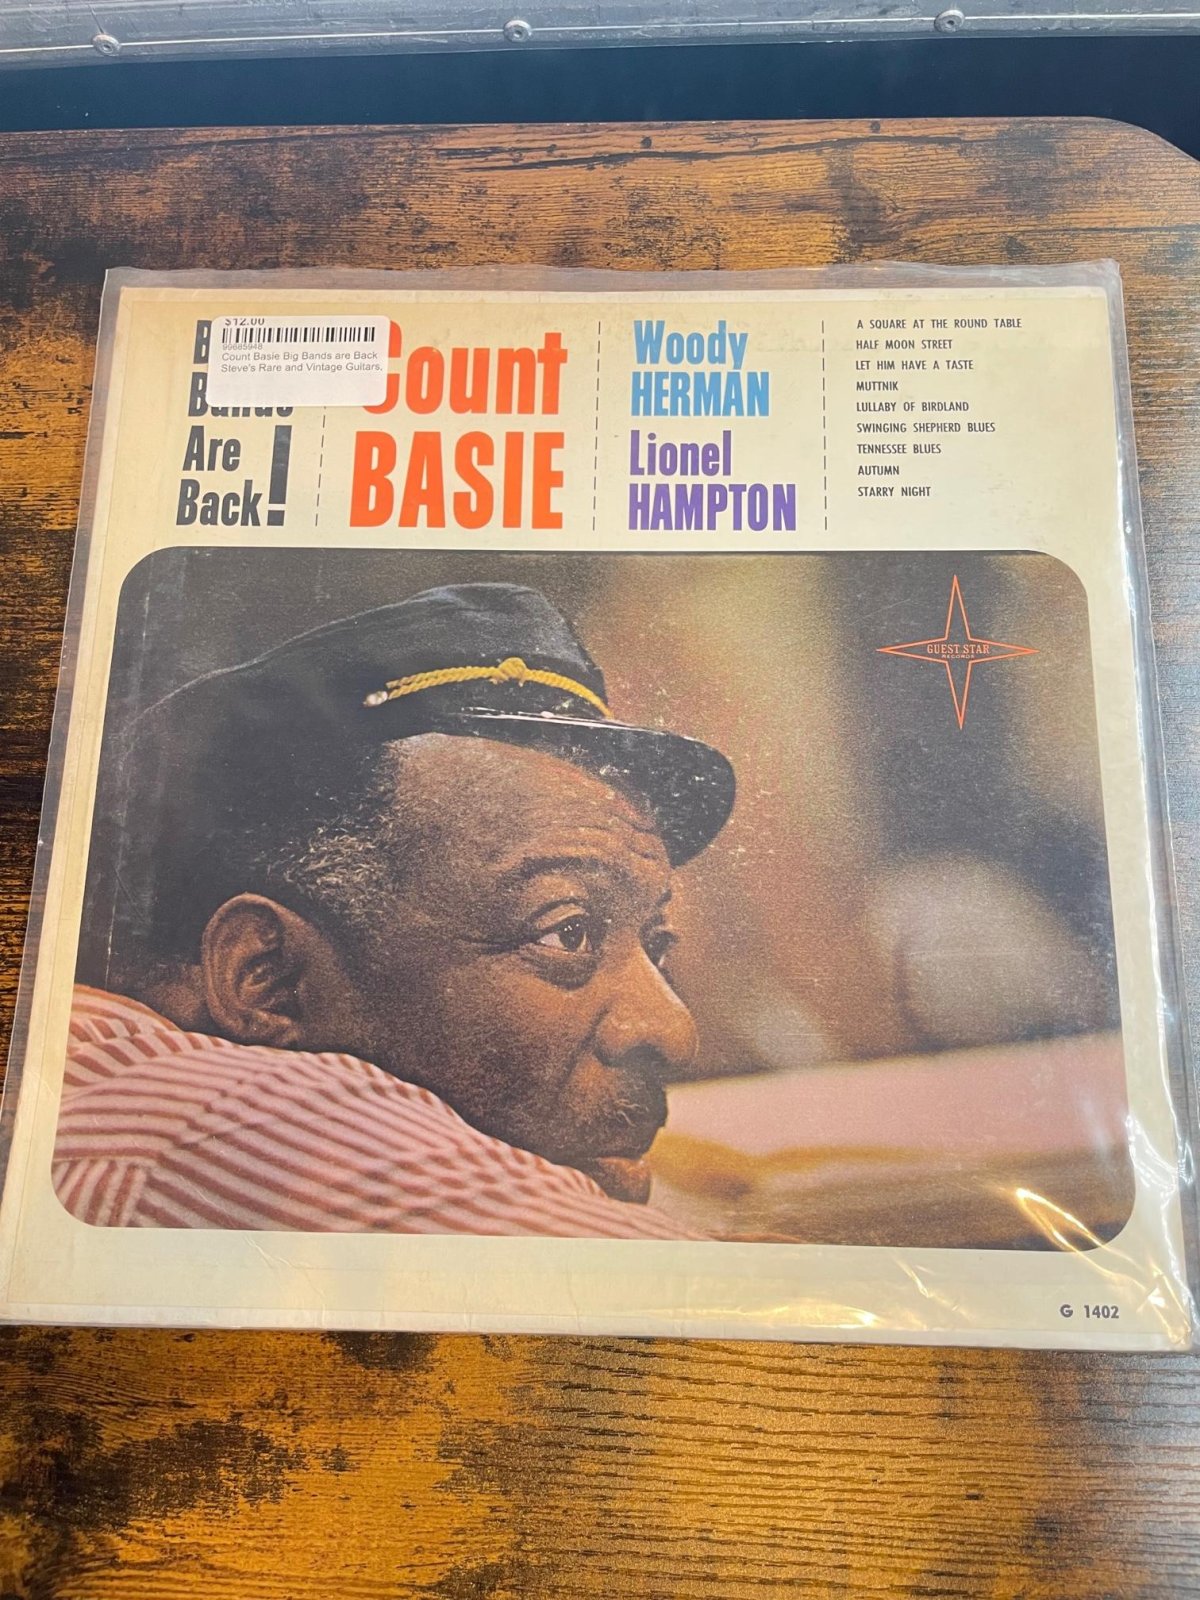 $12.00
99685948
Count Basie Big Bands are Back
Steve's Rare and Vintage Guitars,
Bands
Are
Back!
Count
BASIE
Woody
HERMAN
Lionel
HAMPTON
A SQUARE AT THE ROUND TABLE
HALF MOON STREET
LET HIM HAVE A TASTE
MUTTNIK
LULLABY OF BIRDLAND
SWINGING SHEPHERD BLUES
TENNESSEE BLUES
AUTUMN
STARRY NIGHT
GUEST STAR
RECORDS
G 1402